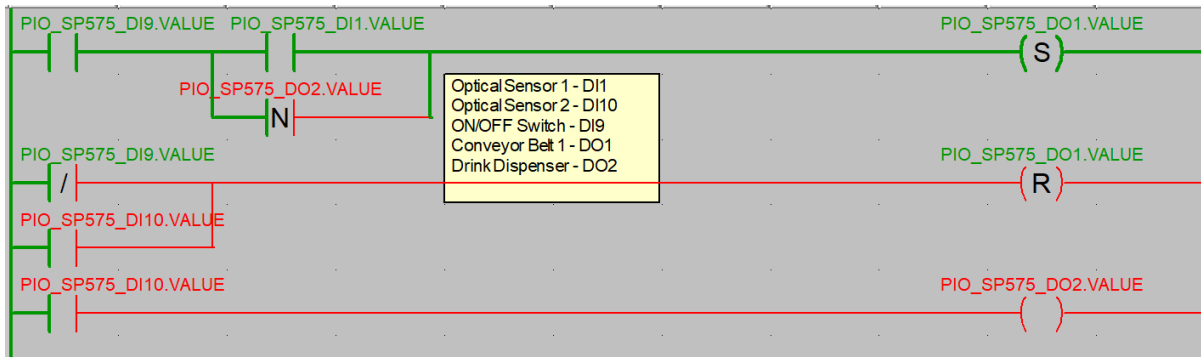 PIO_SP575_DI9.VALUE PIO_SP575_DI1.VALUE PIO_SP575_DO1.VALUE
S
PIO_SP575_DO2.VALUE
N
Optical Sensor 1 - DI1
Optical Sensor 2 - DI10
ON/OFF Switch - DI9
Conveyor Belt 1 - DO1
Drink Dispenser - DO2
PIO_SP575_DI9.VALUE PIO_SP575_DO1.VALUE
/ R
PIO_SP575_DI10.VALUE
PIO_SP575_DI10.VALUE PIO_SP575_DO2.VALUE